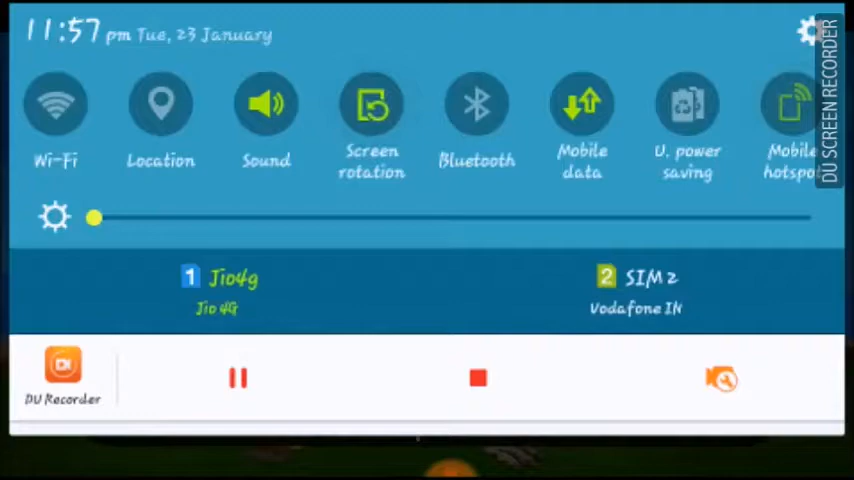 11:57 pm Tue, 23 January
DU SCREEN RECORDER
Wi-Fi
Location
Sound
Screen rotation
Bluetooth
Mobile data
U. power saving
Mobile hotspot
1 Jio4g
Jio 4G
2 SIM 2
Vodafone IN
DU Recorder